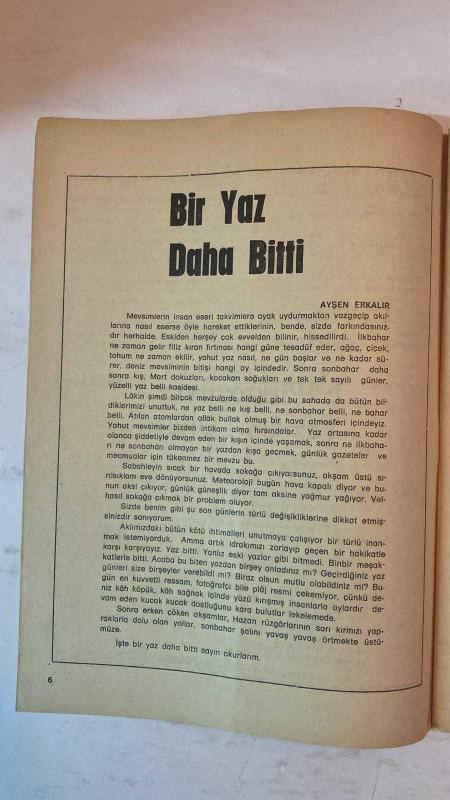 Bir Yaz
Daha Bitti
AYŞEN ERKALIR
Mevsimlerin insan eseri takvimlere ayak uydurmaktan vazgeçip akıl-
larına nasıl eserse öyle hareket ettiklerinin, bende, sizde farkındasınız-
dır herhalde. Eskiden herşey çok evvelden bilinir, hissedilirdi. İlkbahar
ne zaman gelir filiz kıran fırtınası hangi güne tesadüf eder, ağaç, çiçek,
tohum ne zaman ekilir, yahut yaz nasıl, ne gün başlar ve ne kadar sü-
rer, deniz mevsiminin bitişi hangi ay içindedir. Sonra sonbahar daha
sonra kış, Mart dokuzları, kocakarı soğukları ve tek tek sayılı günler,
yüzelli yaz belli kasidesi.
Lâkin şimdi birçok mevzularda olduğu gibi bu sahada da bütün bil-
diklerimizi unuttuk, ne yaz belli ne kış belli, ne sonbahar belli, ne bahar
belli. Atılan atomlardan allak bullak olmuş bir hava atmosferi içindeyiz.
Yahut mevsimler bizden intikam alma hırsındalar. Yaz ortasına kadar
olanca şiddetiyle devam eden bir kışın içinde yaşamak, sonra ne ilkbaha-
rı ne sonbaharı olmayan bir yazdan kışa geçmek, günlük gazeteler ve
mecmualar için tükenmez bir mevzu bu.
Sabahleyin sıcak bir havada sokağa çıkıyorsunuz, akşam üstü sı-
rılsıklam eve dönüyorsunuz. Meteoroloji bugün hava kapalı diyor ve bu-
nun aksi çıkıyor, günlük güneşlik diyor tam aksine yağmur yağıyor. Vel-
hasıl sokağa çıkmak bir problem oluyor.
Sizde benim gibi şu son günlerin türlü değişikliklerine dikkat etmiş-
sinizdir sanıyorum.
Aklımızdaki bütün kötü ihtimalleri unutmaya çalışıyor bir türlü inan-
mak istemiyorduk. Amma artık idrakımızı zorlayıp geçen bir hakikatle
karşı karşıyayız. Yaz bitti. Yanlız eski yazlar gibi bitmedi. Binbir meşak-
katlerle bitti. Acaba bu biten yazdan birşey anladınız mı? Geçirdiğiniz yaz
günleri size birşeyler verebildi mi? Biraz olsun mutlu olabildiniz mi? Bu-
gün en kuvvetli ressam, fotoğrafçı bile plâj resmi çekemiyor, çünkü de-
niz kâh köpük, kâh sağnak içinde yüzü kırışmış insanlarla aylardır de-
vam eden kucak kucak dostluğunu kara bulutlar lekelemede.
Sonra erken çöken akşamlar, Hazan rüzgârlarının sarı kırmızı yap-
raklarla dolu olan yollar, sonbahar şalını yavaş yavaş örtmekte üstü-
müze.
İşte bir yaz daha bitti sayın okurlarım.
6